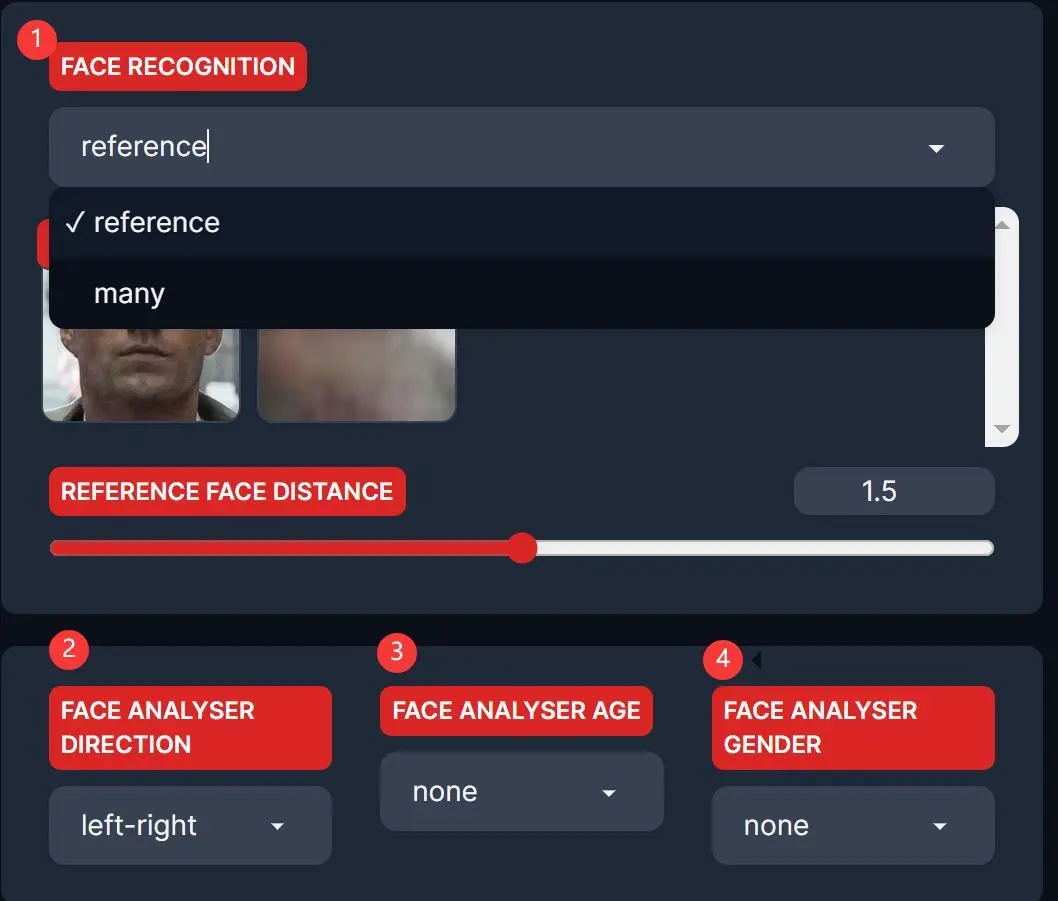 1
FACE RECOGNITION
reference
✓ reference
many
REFERENCE FACE DISTANCE
1.5
2
3
4
FACE ANALYSER
DIRECTION
FACE ANALYSER AGE
FACE ANALYSER
GENDER
left-right
none
none